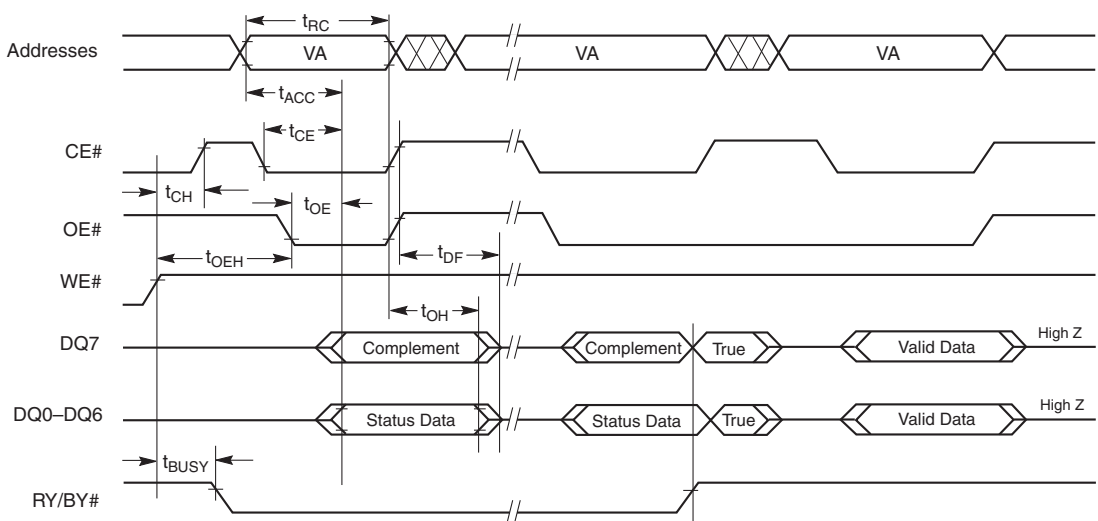 tRC
Addresses VA VA VA
tACC
tCE
CE#
tCH
tOE
OE#
tOEH
tDF
WE#
tOH
DQ7 Complement Complement True Valid Data High Z
DQ0–DQ6 Status Data Status Data True Valid Data High Z
tBUSY
RY/BY#